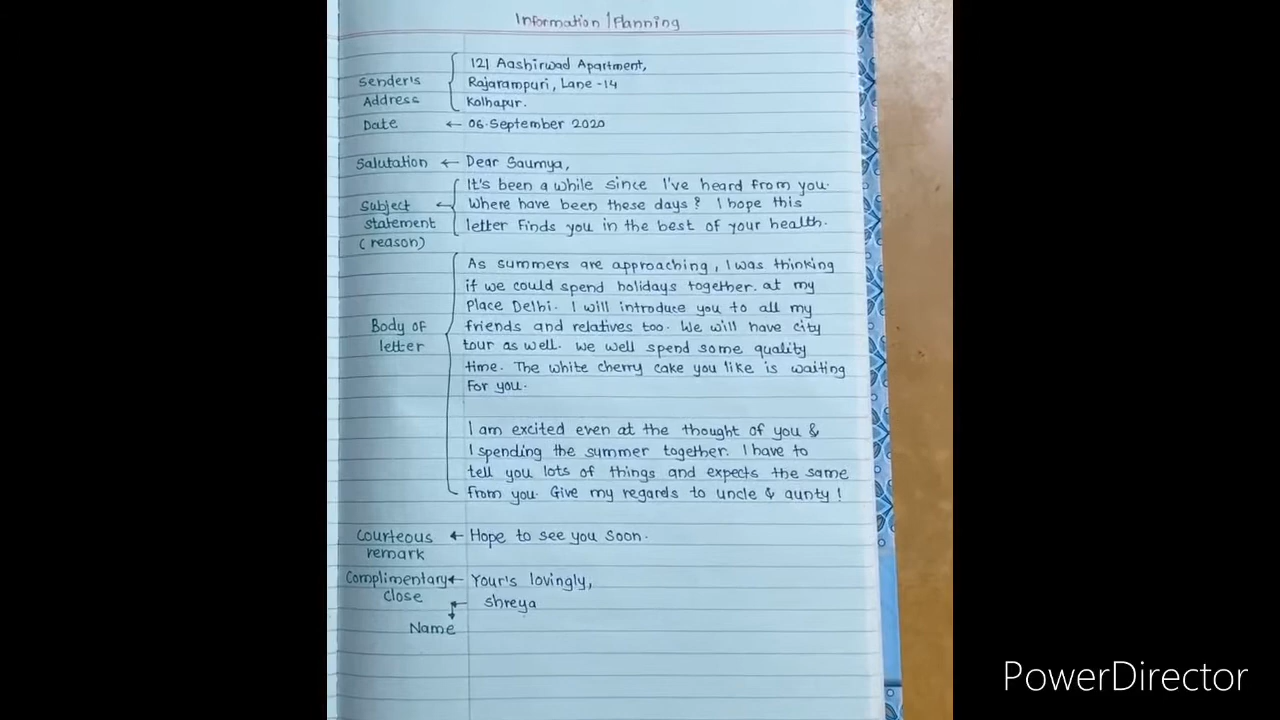 Information / Planning
121 Aashirwad Apartment,
Sender's Rajarampuri, Lane -14
Address Kolhapur.
Date ← 06 September 2020
Salutation ← Dear Saumya,
It's been a while since I've heard from you.
Subject ← Where have been these days? I hope this
statement letter finds you in the best of your health.
(reason)
As summers are approaching, I was thinking
if we could spend holidays together. at my
Place Delhi. I will introduce you to all my
Body of friends and relatives too. We will have city
letter tour as well. We well spend some quality
time. The white cherry cake you like is waiting
For you.
I am excited even at the thought of you &
I spending the summer together. I have to
tell you lots of things and expects the same
from you. Give my regards to uncle & aunty!
Courteous ← Hope to see you soon.
remark
Complimentary ← Your's lovingly,
close shreya
Name
PowerDirector